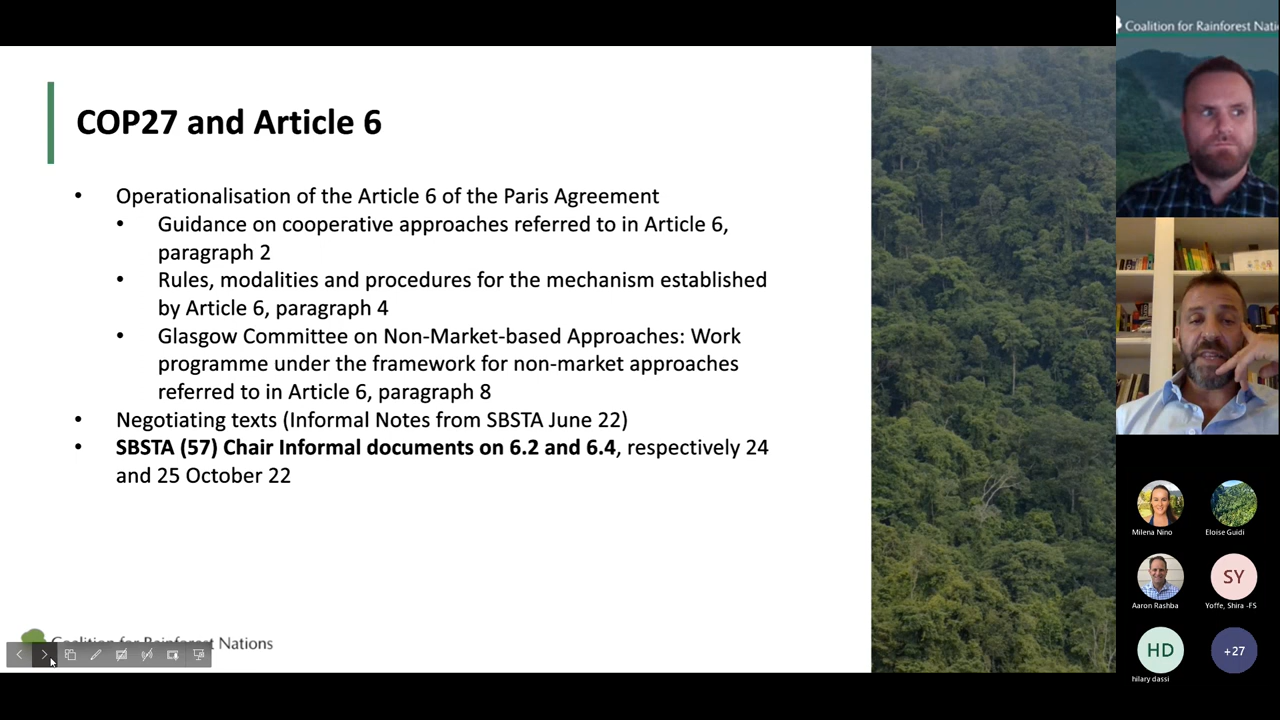 Coalition for Rainforest Nati
COP27 and Article 6
• Operationalisation of the Article 6 of the Paris Agreement
• Guidance on cooperative approaches referred to in Article 6,
paragraph 2
• Rules, modalities and procedures for the mechanism established
by Article 6, paragraph 4
• Glasgow Committee on Non-Market-based Approaches: Work
programme under the framework for non-market approaches
referred to in Article 6, paragraph 8
• Negotiating texts (Informal Notes from SBSTA June 22)
• SBSTA (57) Chair Informal documents on 6.2 and 6.4, respectively 24
and 25 October 22
Coalition for Rainforest Nations
Milena Nino
Eloise Guidi
Aaron Rashba
SY
Yoffe, Shira -FS
HD
hilary dassi
+27